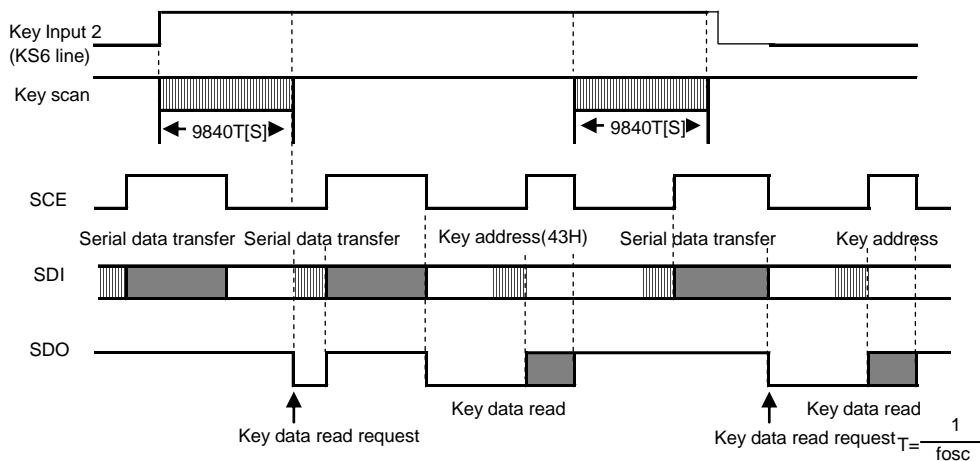 Key Input 2
(KS6 line)
Key scan
9840T[S]
9840T[S]
SCE
Serial data transfer
Serial data transfer
Key address(43H)
Serial data transfer
Key address
SDI
SDO
Key data read
Key data read
Key data read request
Key data read request
T=1/fosc